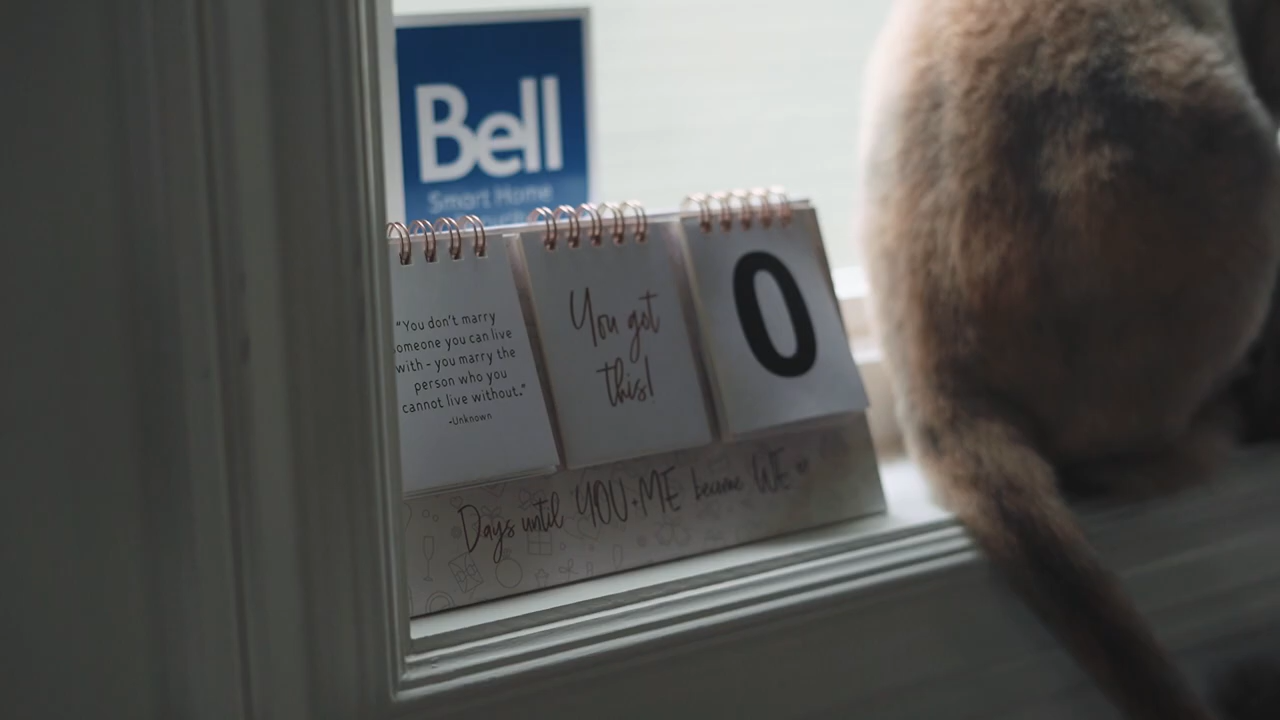 Bell
Smart Home
"You don't marry
someone you can live
with - you marry the
person who you
cannot live without."
-Unknown
You got
this!
0
Days until YOU+ME become WE